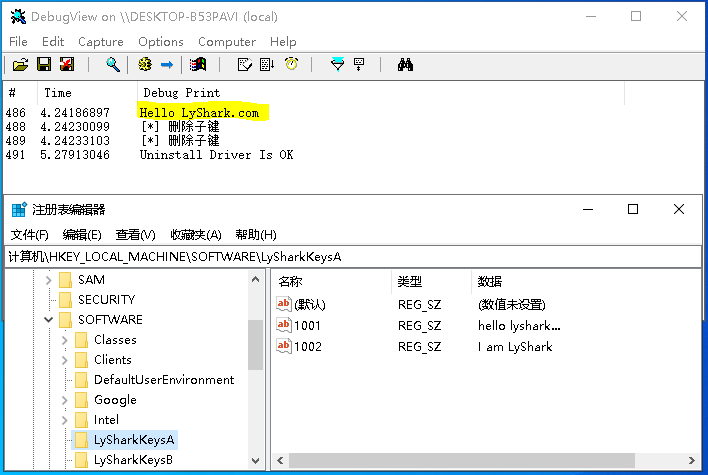 DebugView on \\DESKTOP-B53PAVI (local)
File Edit Capture Options Computer Help
# Time Debug Print
486 4.24186897 Hello LyShark.com
488 4.24230099 [*] 删除子键
489 4.24233103 [*] 删除子键
491 5.27913046 Uninstall Driver Is OK
注册表编辑器
文件(F) 编辑(E) 查看(V) 收藏夹(A) 帮助(H)
计算机\HKEY_LOCAL_MACHINE\SOFTWARE\LySharkKeysA
SAM
SECURITY
SOFTWARE
Classes
Clients
DefaultUserEnvironment
Google
Intel
LySharkKeysA
LySharkKeysB
名称 类型 数据
(默认) REG_SZ (数值未设置)
1001 REG_SZ hello lyshark...
1002 REG_SZ I am LyShark